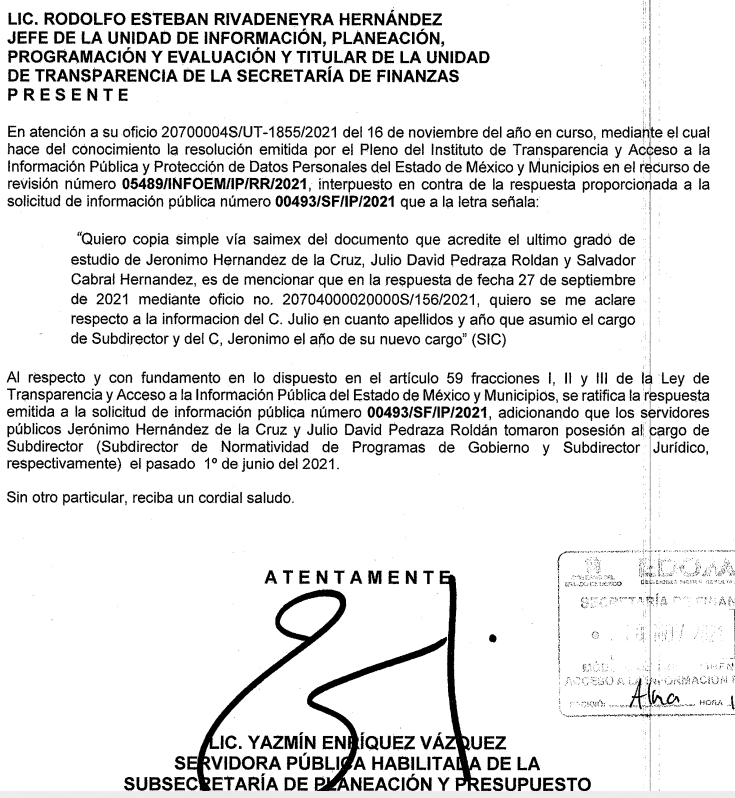 LIC. RODOLFO ESTEBAN RIVADENEYRA HERNÁNDEZ
JEFE DE LA UNIDAD DE INFORMACIÓN, PLANEACIÓN,
PROGRAMACIÓN Y EVALUACIÓN Y TITULAR DE LA UNIDAD
DE TRANSPARENCIA DE LA SECRETARÍA DE FINANZAS
P R E S E N T E
En atención a su oficio 20700004S/UT-1855/2021 del 16 de noviembre del año en curso, mediante el cual
hace del conocimiento la resolución emitida por el Pleno del Instituto de Transparencia y Acceso a la
Información Pública y Protección de Datos Personales del Estado de México y Municipios en el recurso de
revisión número 05489/INFOEM/IP/RR/2021, interpuesto en contra de la respuesta proporcionada a la
solicitud de información pública número 00493/SF/IP/2021 que a la letra señala:
“Quiero copia simple vía saimex del documento que acredite el ultimo grado de
estudio de Jeronimo Hernandez de la Cruz, Julio David Pedraza Roldan y Salvador
Cabral Hernandez, es de mencionar que en la respuesta de fecha 27 de septiembre
de 2021 mediante oficio no. 20704000020000S/156/2021, quiero se me aclare
respecto a la informacion del C. Julio en cuanto apellidos y año que asumio el cargo
de Subdirector y del C, Jeronimo el año de su nuevo cargo” (SIC)
Al respecto y con fundamento en lo dispuesto en el artículo 59 fracciones I, II y III de la Ley de
Transparencia y Acceso a la Información Pública del Estado de México y Municipios, se ratifica la respuesta
emitida a la solicitud de información pública número 00493/SF/IP/2021, adicionando que los servidores
públicos Jerónimo Hernández de la Cruz y Julio David Pedraza Roldán tomaron posesión al cargo de
Subdirector (Subdirector de Normatividad de Programas de Gobierno y Subdirector Jurídico,
respectivamente) el pasado 1º de junio del 2021.
Sin otro particular, reciba un cordial saludo.
A T E N T A M E N T E
SECRETARÍA DE FINAN
ACCESO A LA INFORMACIÓN
HORA
LIC. YAZMÍN ENRÍQUEZ VÁZQUEZ
SERVIDORA PÚBLICA HABILITADA DE LA
SUBSECRETARÍA DE PLANEACIÓN Y PRESUPUESTO